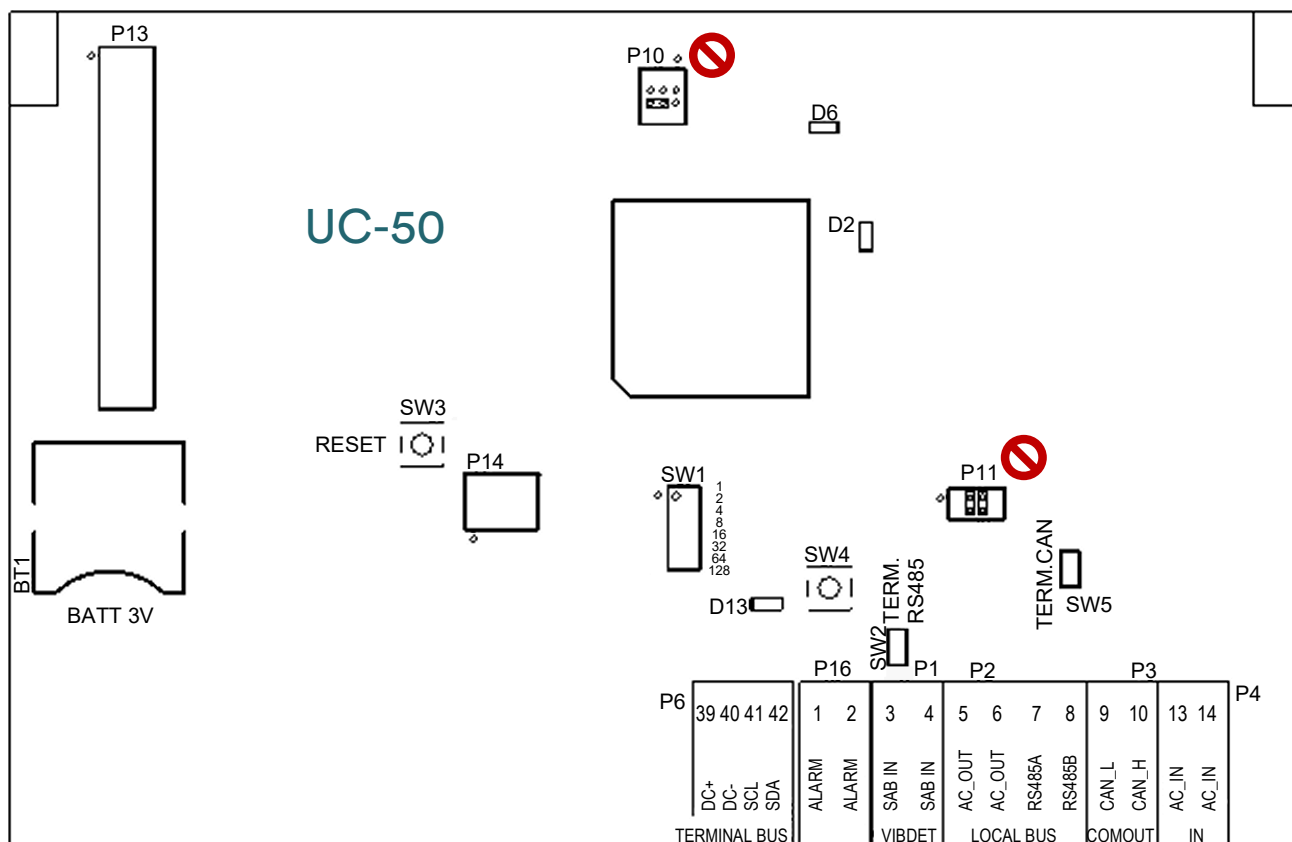 P13
P10
D6
UC-50
D2
SW3
RESET
P14
SW1
1
2
4
8
16
32
64
128
P11
BT1
BATT 3V
SW4
D13
TERM.
RS485
SW2
TERM.CAN
SW5
P6
P16
P1
P2
P3
P4
39 40 41 42 1 2 3 4 5 6 7 8 9 10 13 14
DC+
DC-
SCL
SDA
ALARM
ALARM
SAB IN
SAB IN
AC_OUT
AC_OUT
RS485A
RS485B
CAN_L
CAN_H
AC_IN
AC_IN
TERMINAL BUS VIBDET LOCAL BUS COMOUT IN